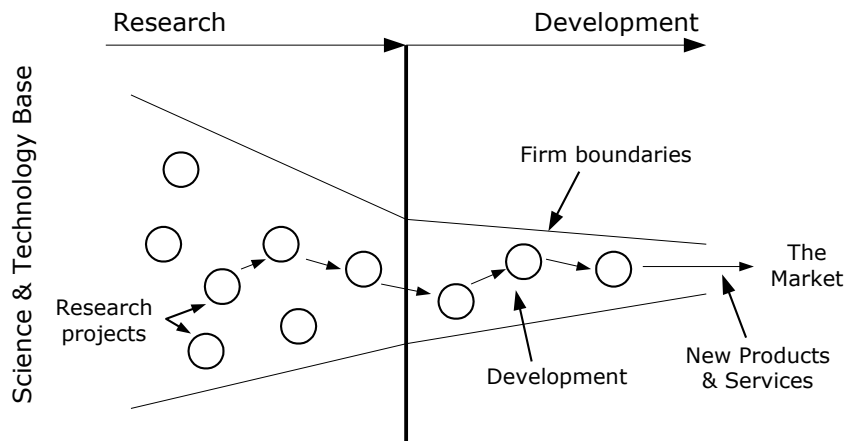 Research
Development
Science & Technology Base
Firm boundaries
The
Market
Research
projects
Development
New Products
& Services